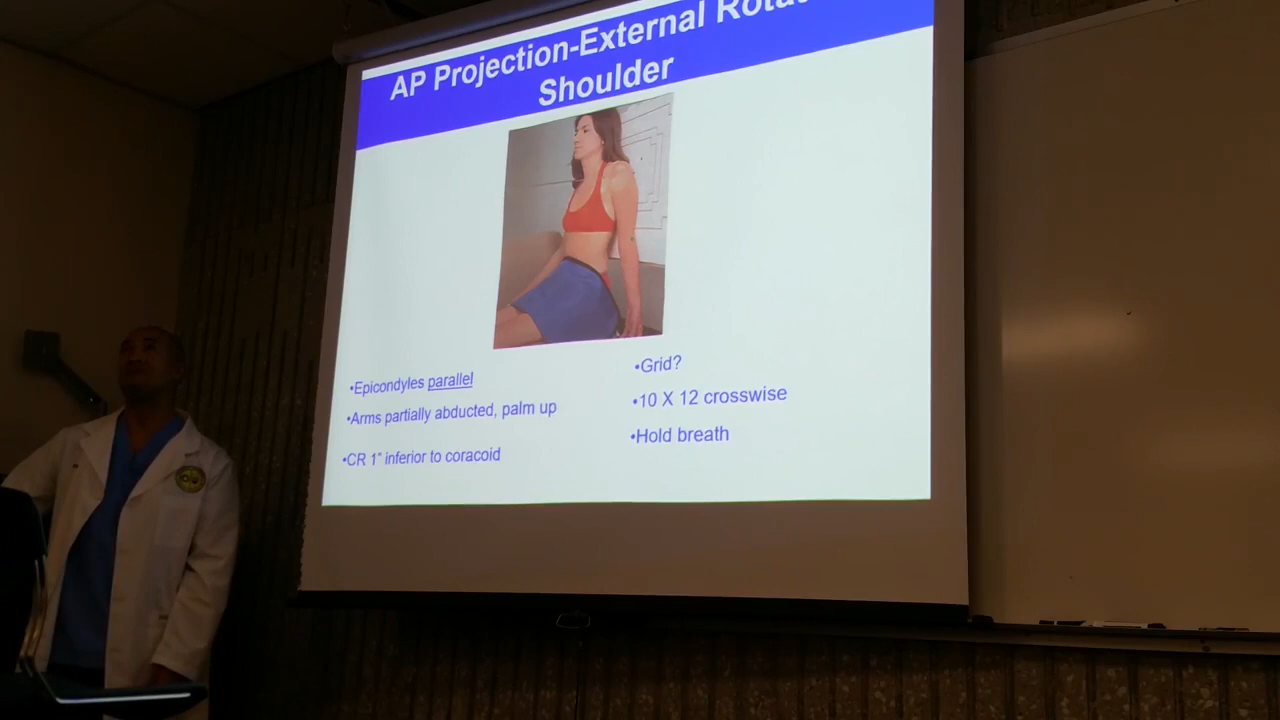 AP Projection-External
Shoulder
•Epicondyles parallel
•Arms partially abducted, palm up
•CR 1" inferior to coracoid
•Grid?
•10 X 12 crosswise
•Hold breath